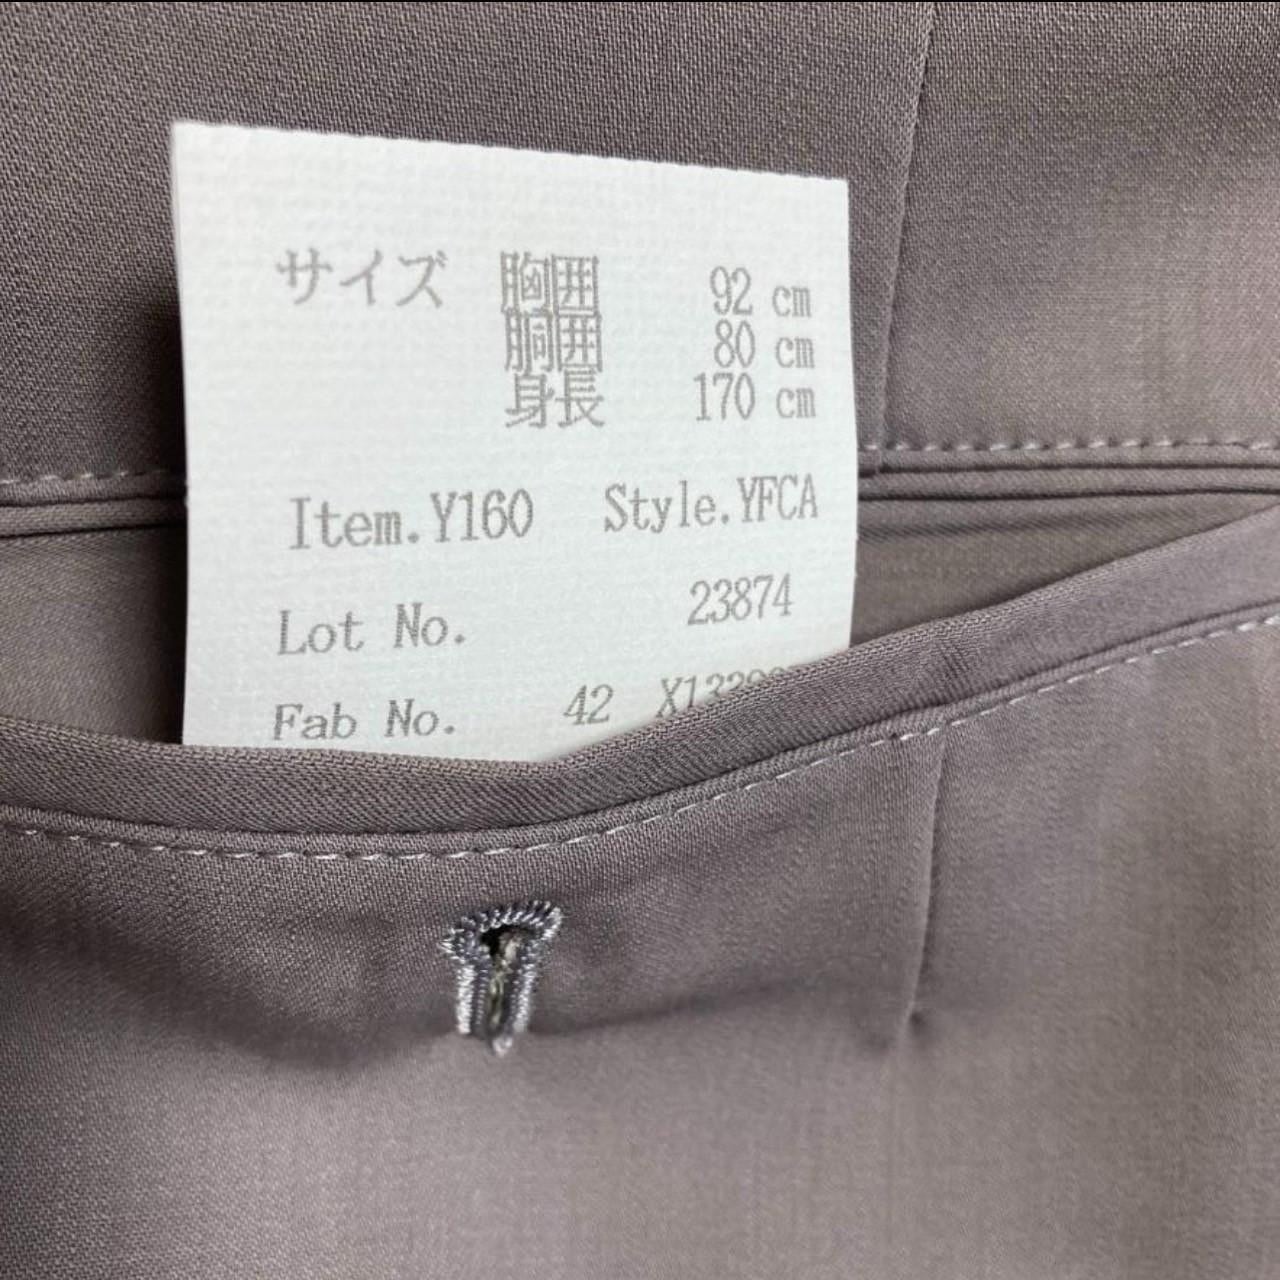 サイズ 胸囲 92 cm
胴囲 80 cm
身長 170 cm
Item.Y160 Style.YFCA
Lot No. 23874
Fab No. 42